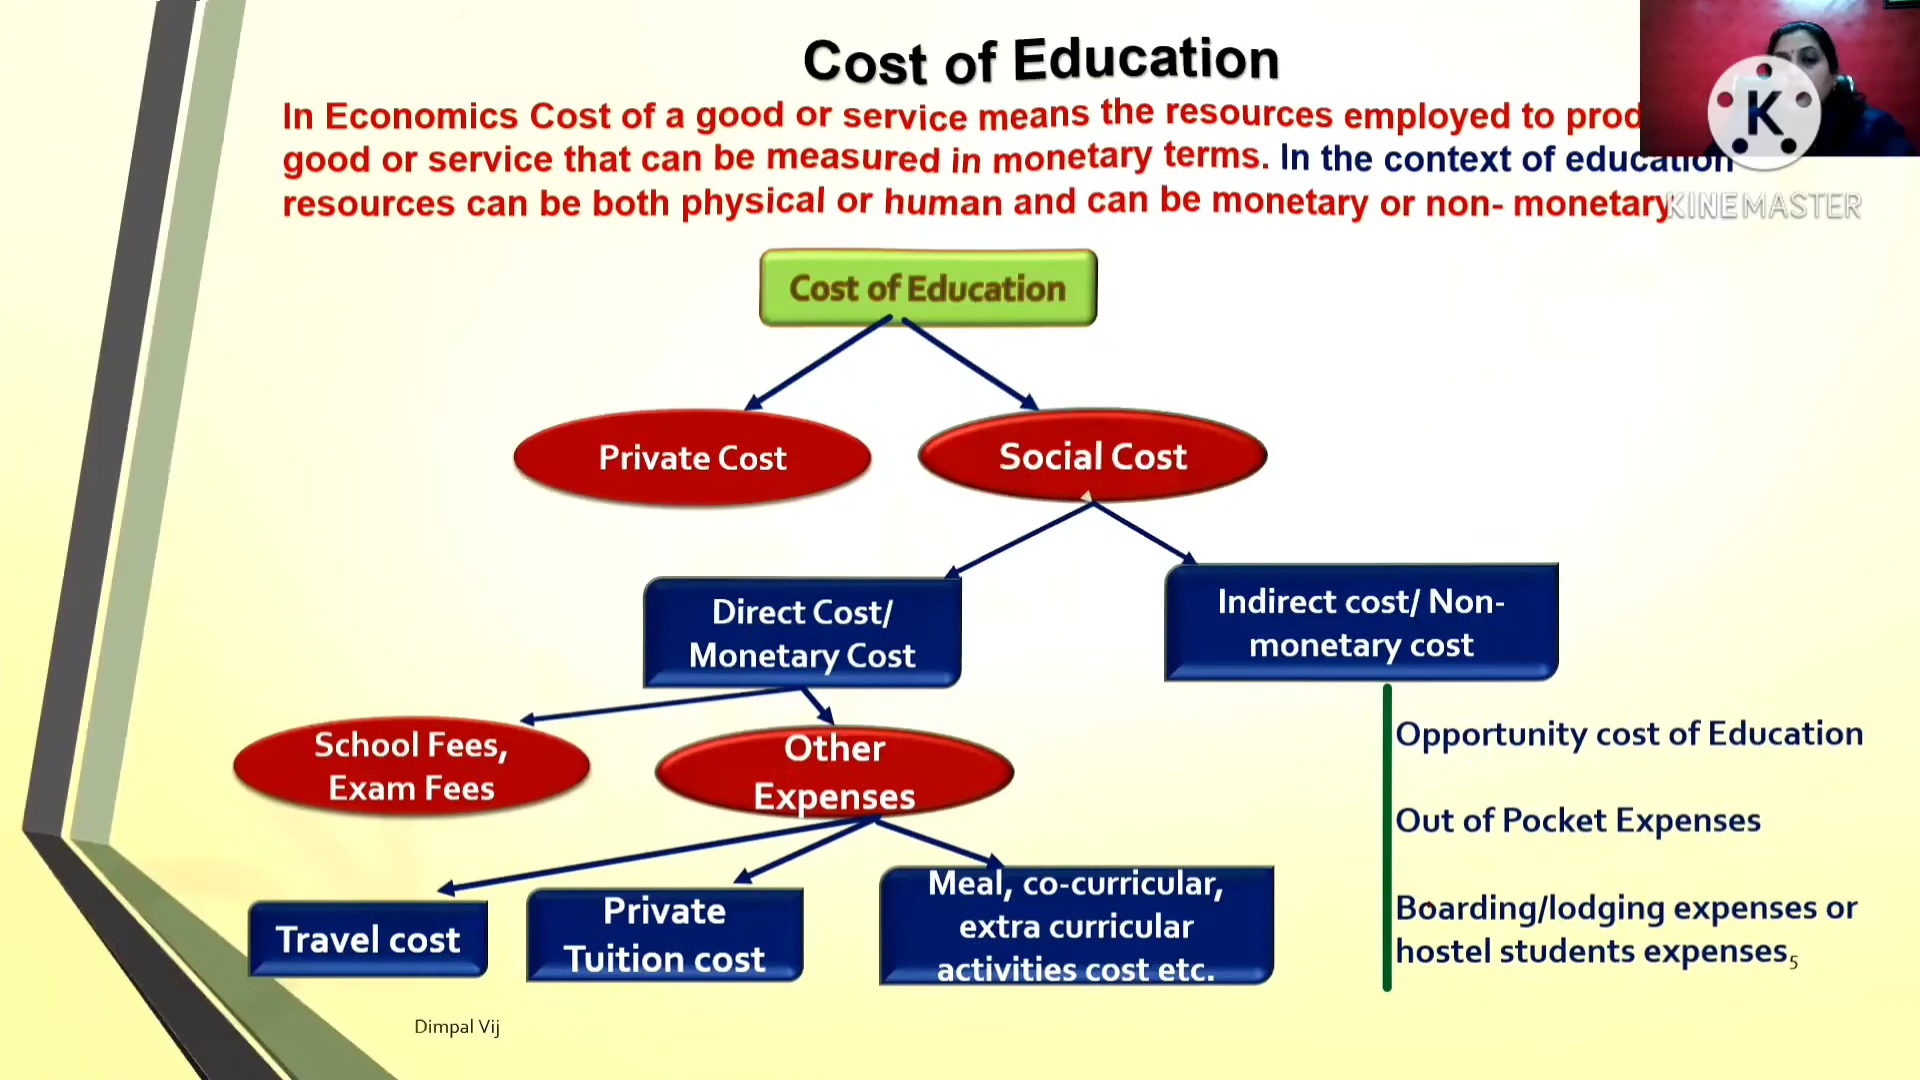 Cost of Education
In Economics Cost of a good or service means the resources employed to prod
good or service that can be measured in monetary terms. In the context of education
resources can be both physical or human and can be monetary or non- monetary
K
KINEMASTER
Cost of Education
Private Cost
Social Cost
Direct Cost/
Monetary Cost
Indirect cost/ Non-
monetary cost
School Fees,
Exam Fees
Other
Expenses
Opportunity cost of Education
Out of Pocket Expenses
Boarding/lodging expenses or
hostel students expenses
Travel cost
Private
Tuition cost
Meal, co-curricular,
extra curricular
activities cost etc.
5
Dimpal Vij